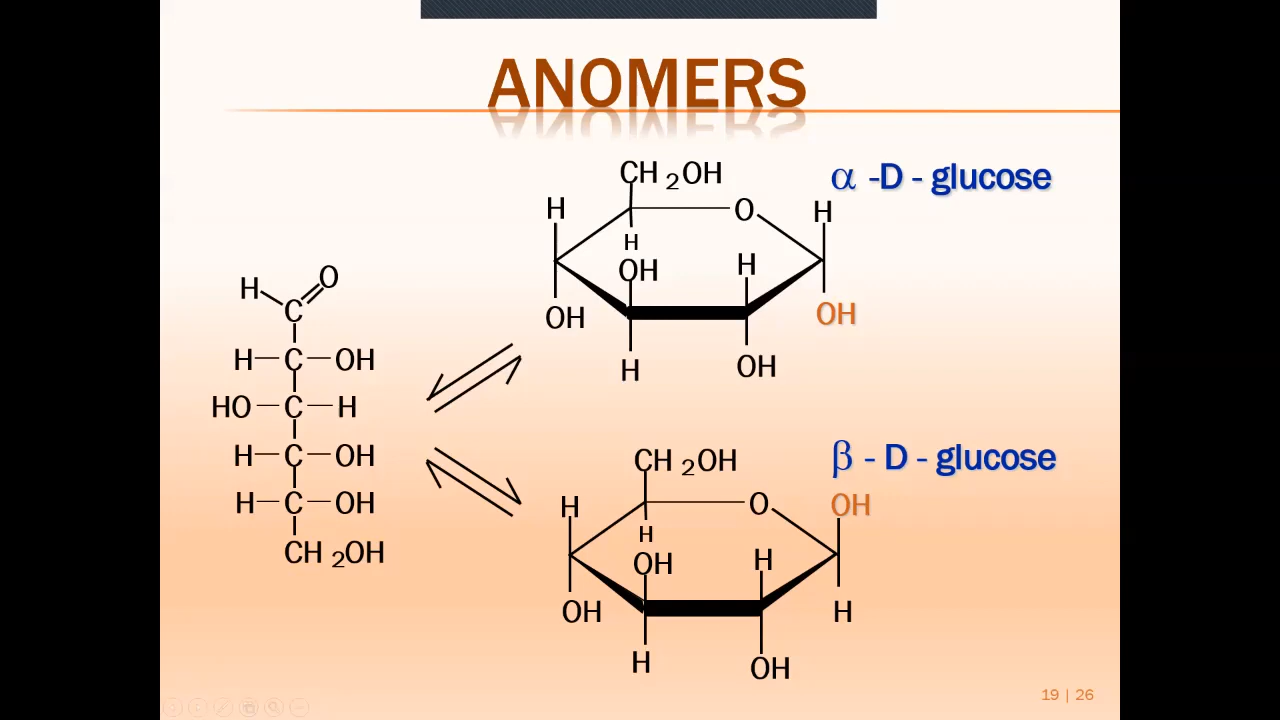 ANOMERS
α -D - glucose
CH 2OH
H
O
H
H
OH
H
OH
OH
H
OH
H
O
C
H C OH
HO C H
H C OH
H C OH
CH 2OH
β - D - glucose
CH 2OH
H
O
OH
H
OH
H
OH
H
H
OH
19 | 26